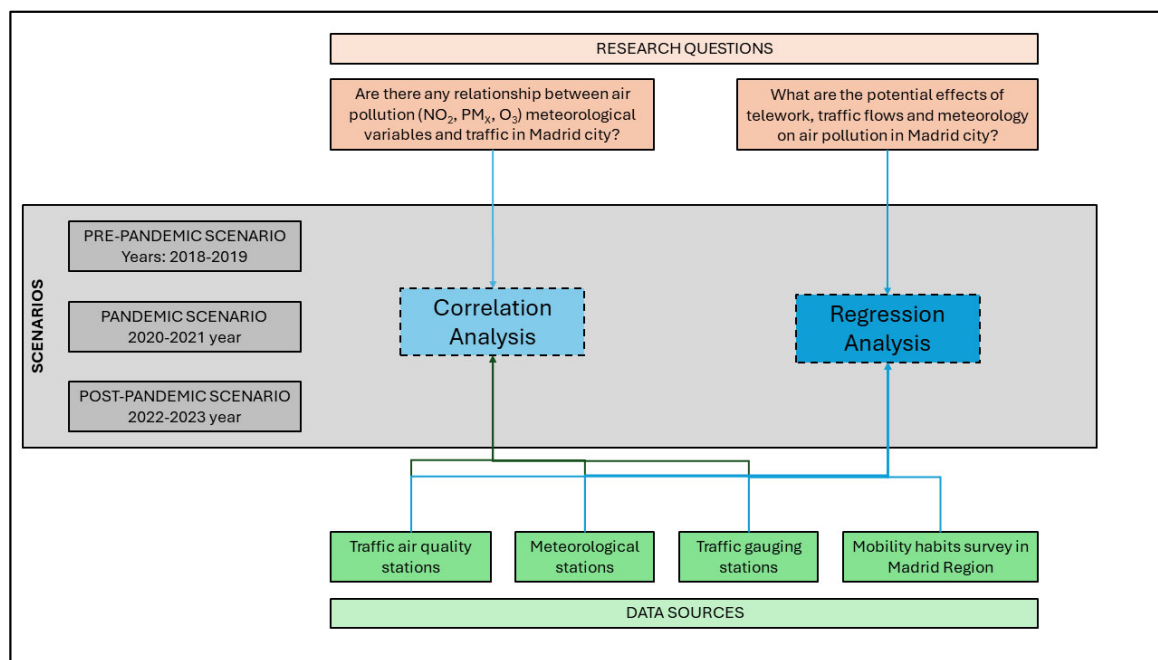 RESEARCH QUESTIONS
Are there any relationship between air
pollution (NO₂, PMₓ, O₃) meteorological
variables and traffic in Madrid city?
What are the potential effects of
telework, traffic flows and meteorology
on air pollution in Madrid city?
SCENARIOS
PRE-PANDEMIC SCENARIO
Years: 2018-2019
PANDEMIC SCENARIO
2020-2021 year
POST-PANDEMIC SCENARIO
2022-2023 year
Correlation
Analysis
Regression
Analysis
Traffic air quality
stations
Meteorological
stations
Traffic gauging
stations
Mobility habits survey in
Madrid Region
DATA SOURCES